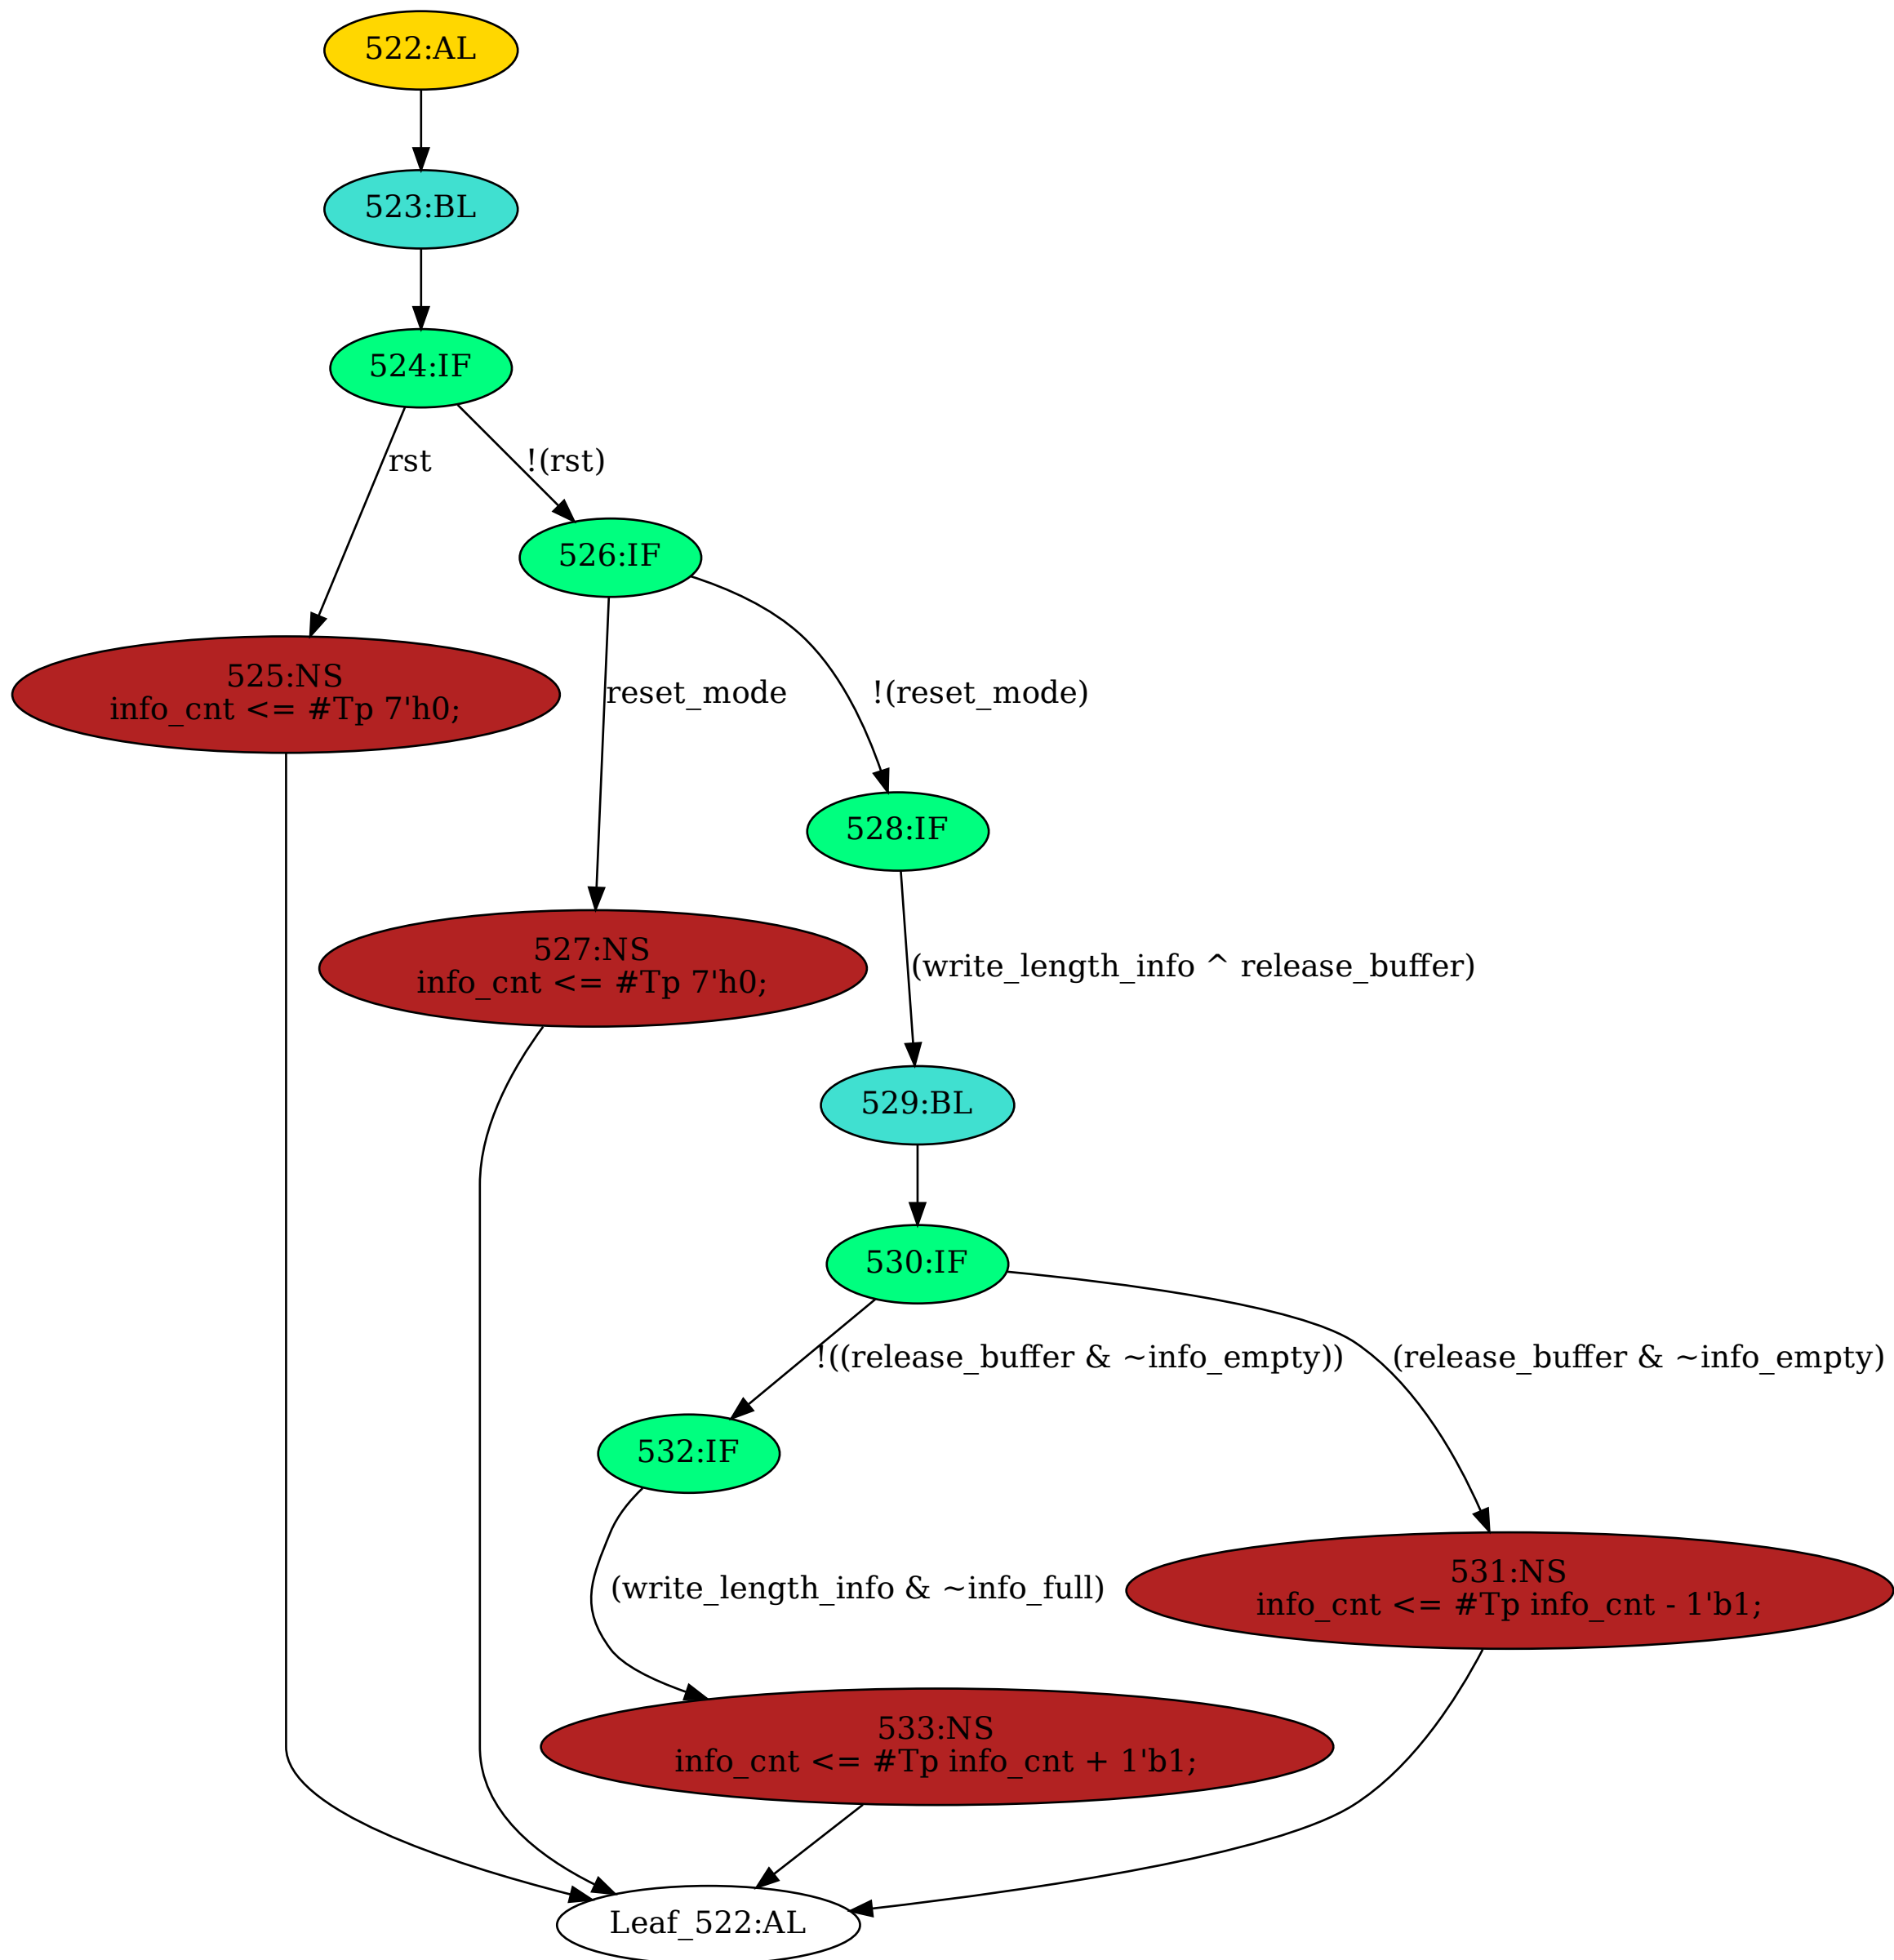 522:AL
523:BL
524:IF
rst
!(rst)
526:IF
525:NS
info_cnt <= #Tp 7'h0;
reset_mode
!(reset_mode)
528:IF
527:NS
info_cnt <= #Tp 7'h0;
(write_length_info ^ release_buffer)
529:BL
530:IF
!((release_buffer & ~info_empty))
(release_buffer & ~info_empty)
532:IF
(write_length_info & ~info_full)
531:NS
info_cnt <= #Tp info_cnt - 1'b1;
533:NS
info_cnt <= #Tp info_cnt + 1'b1;
Leaf_522:AL